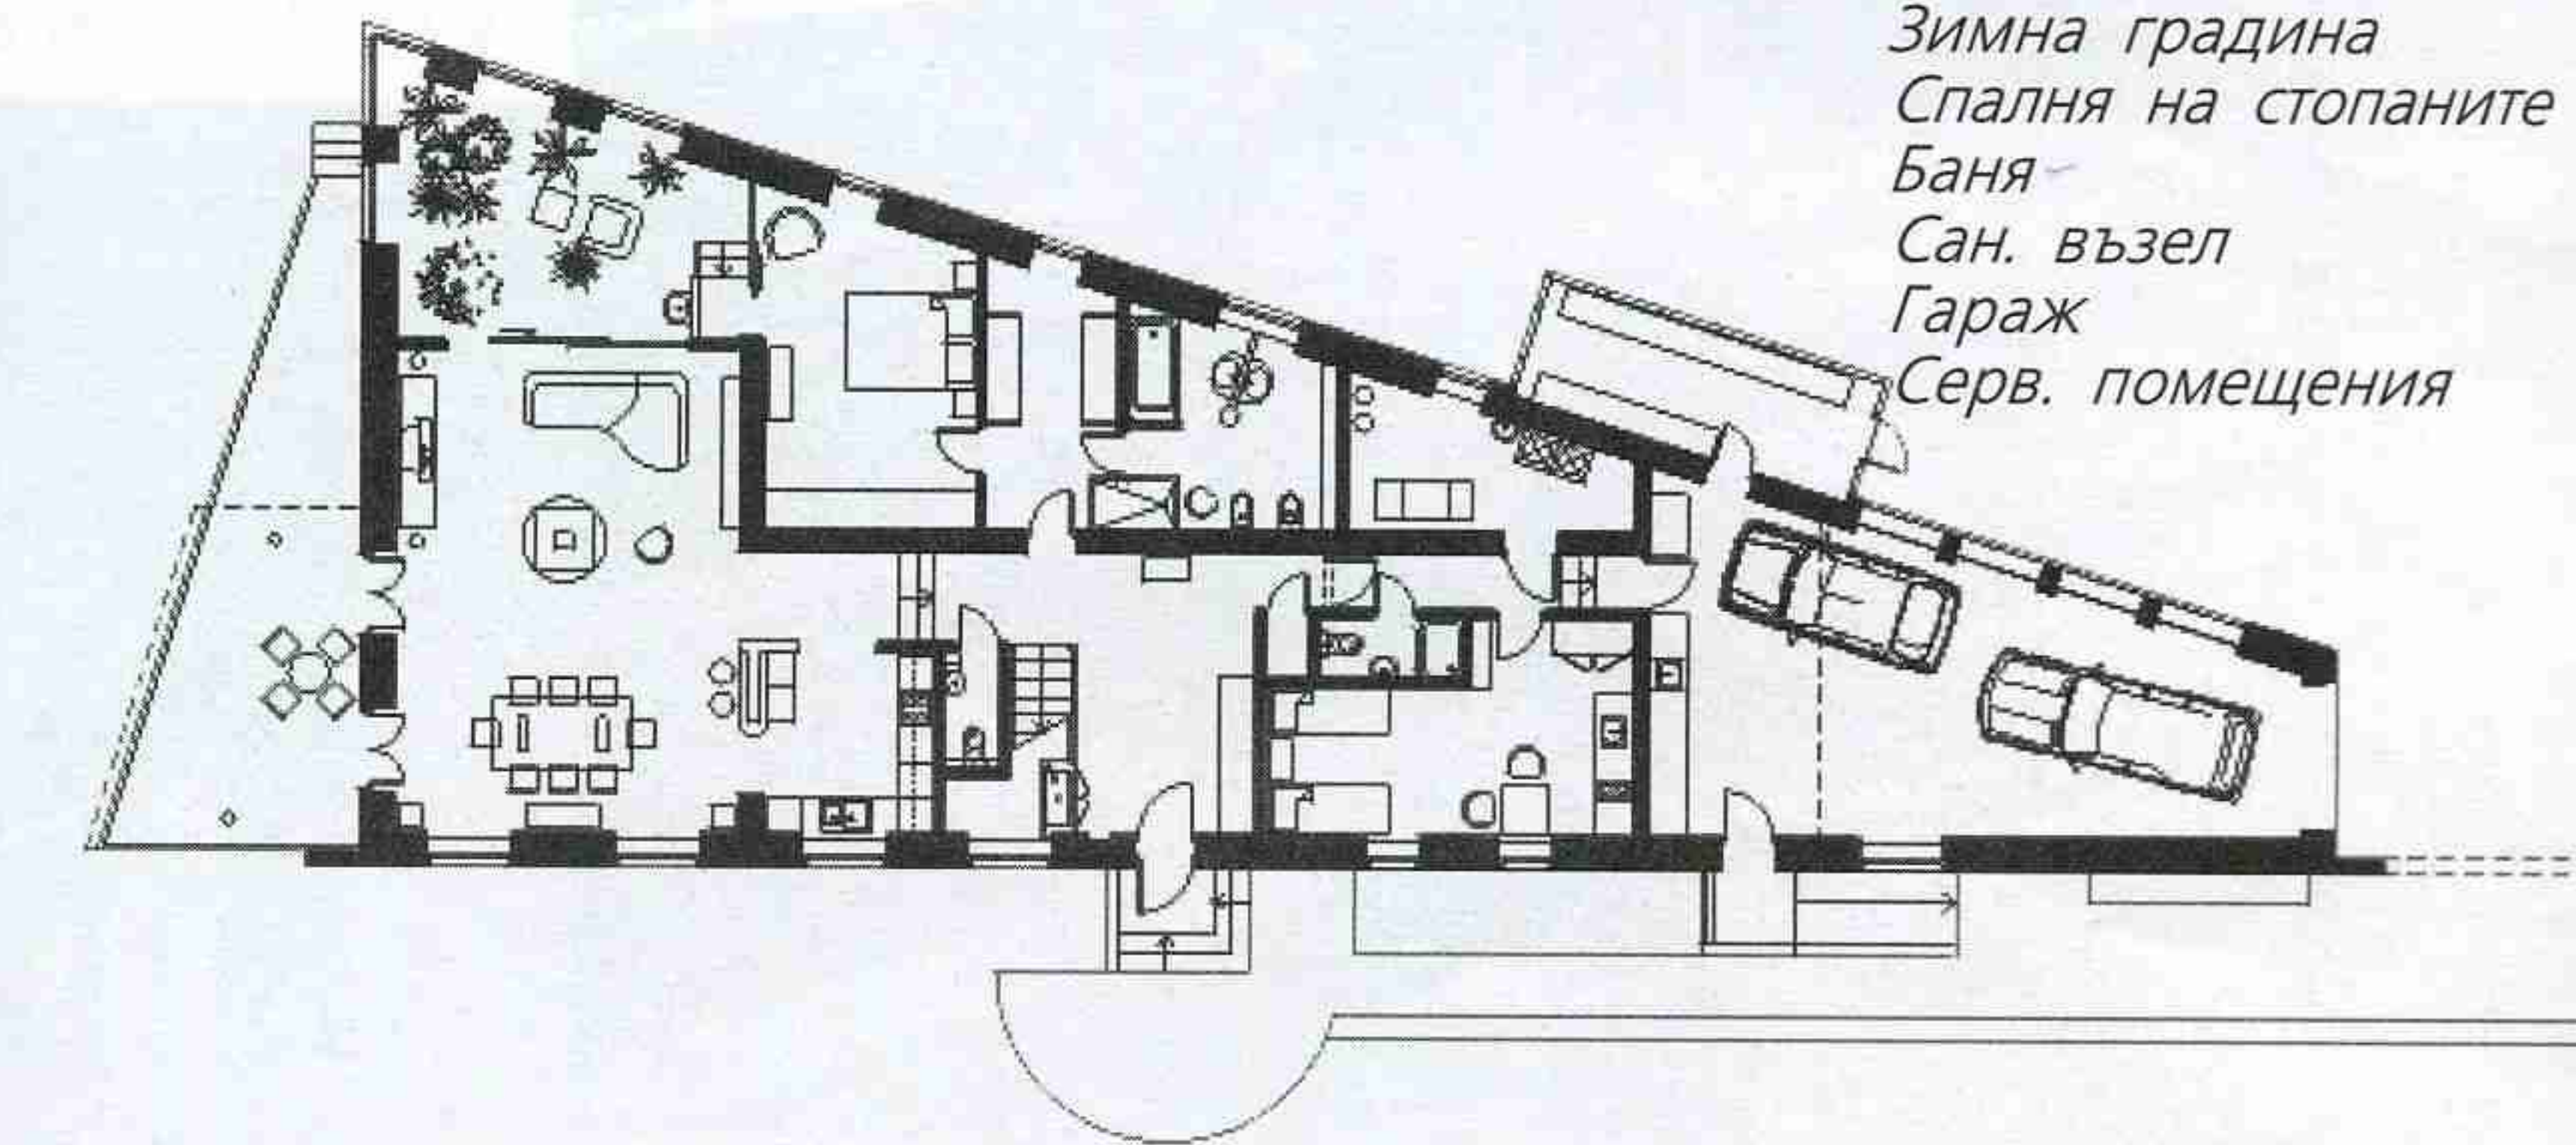 Зимна градина
Спалня на стопаните
Баня
Сан. възел
Гараж
Серв. помещения